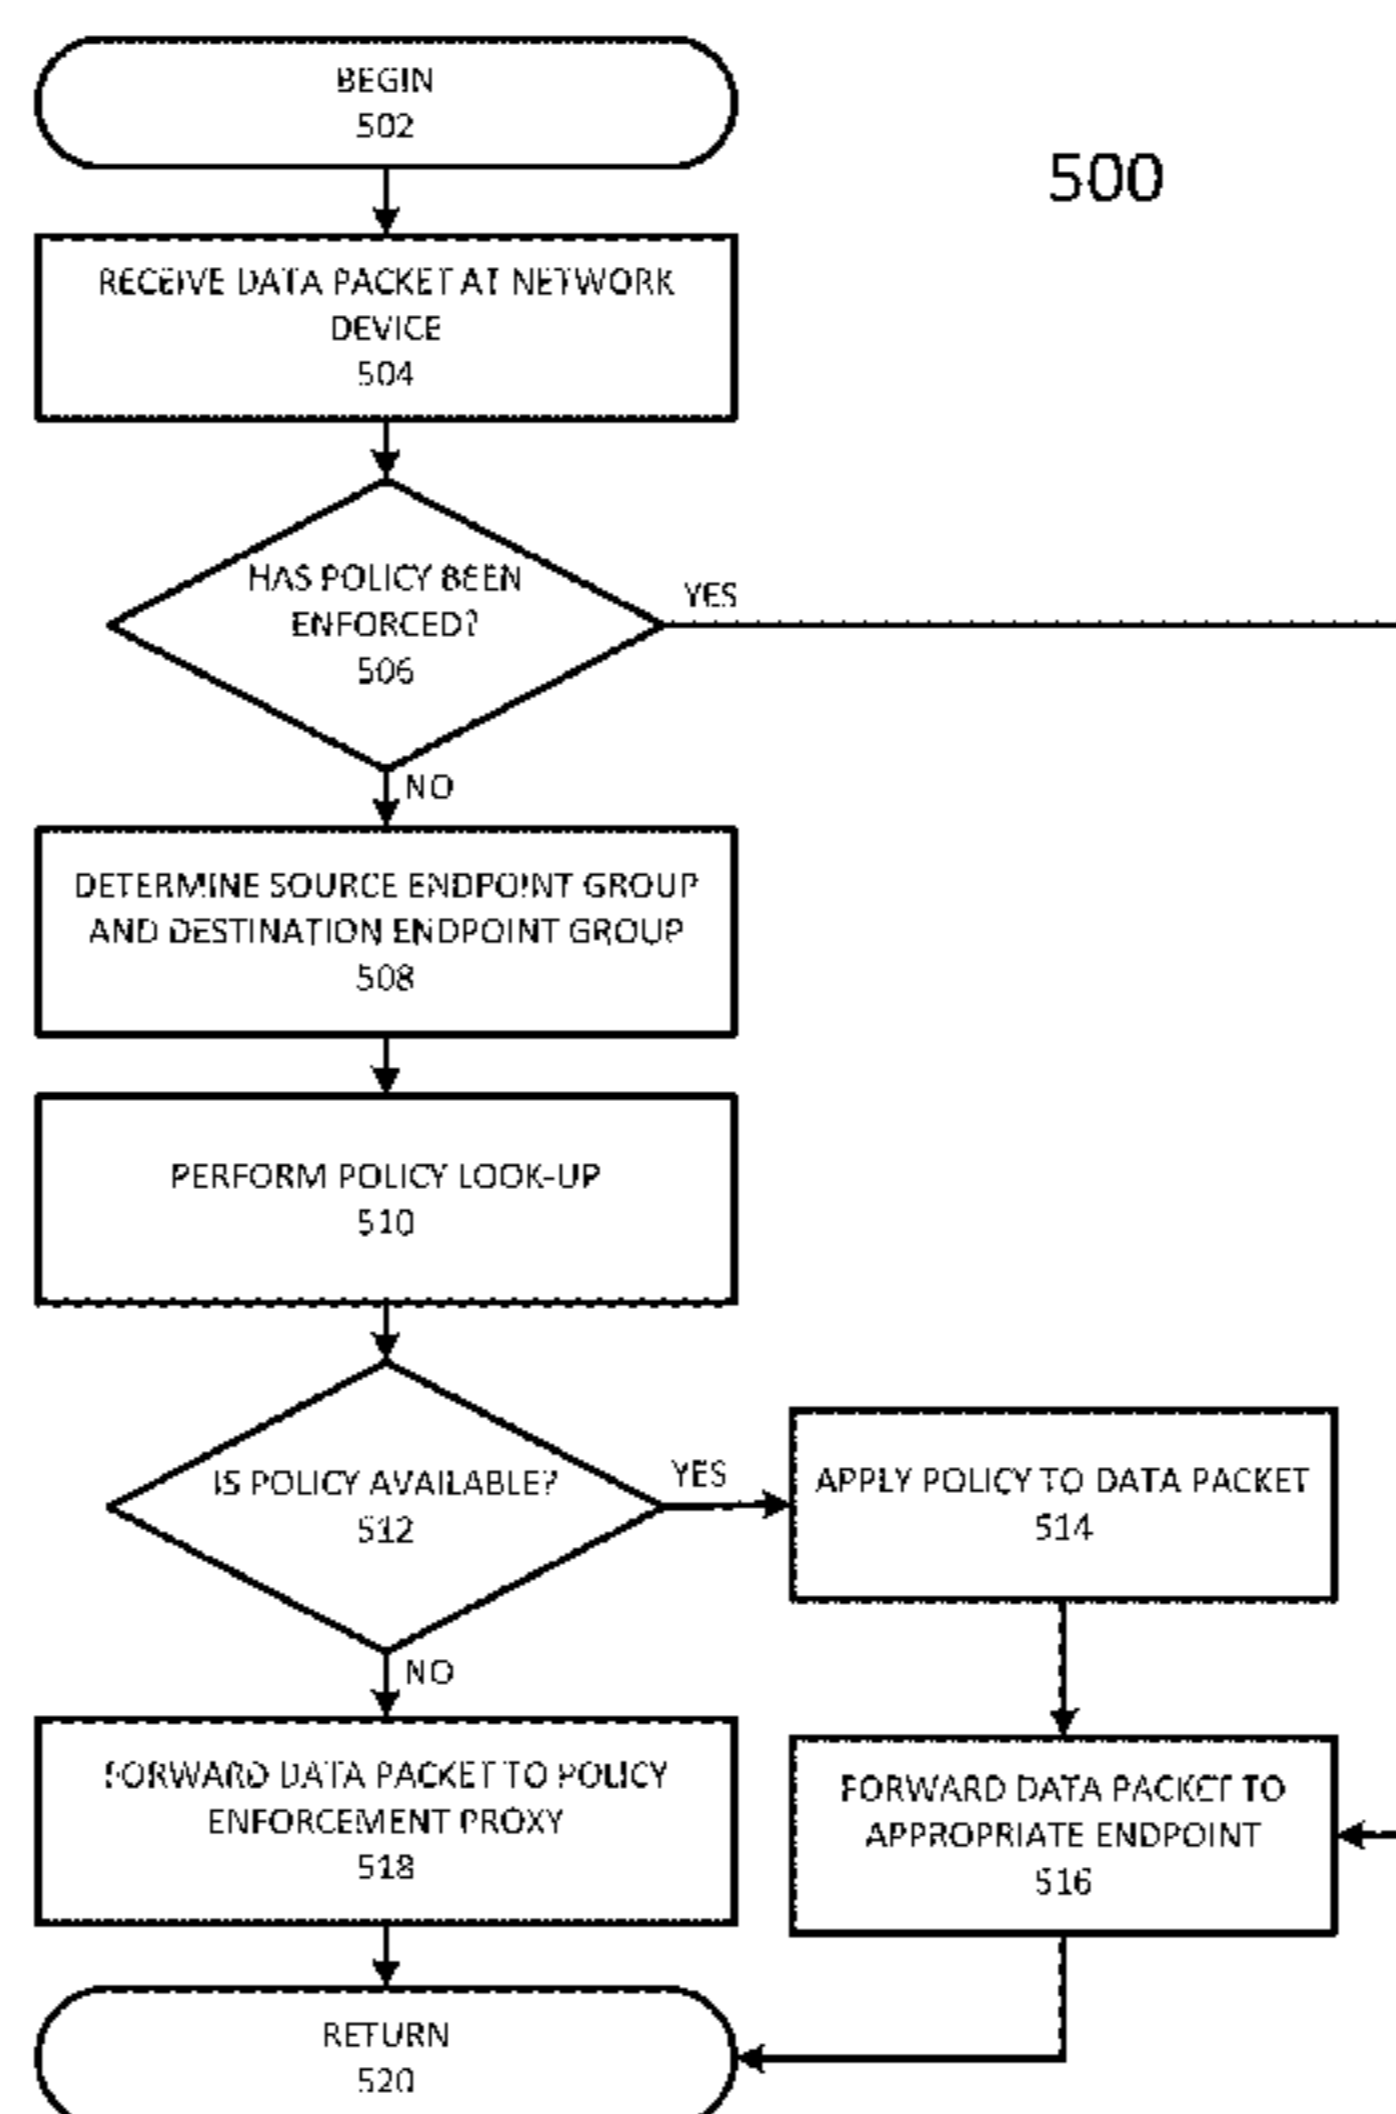 BEGIN
502
500
RECEIVE DATA PACKET AT NETWORK
DEVICE
504
HAS POLICY BEEN
ENFORCED?
506
YES
NO
DETERMINE SOURCE ENDPOINT GROUP
AND DESTINATION ENDPOINT GROUP
508
PERFORM POLICY LOOK-UP
510
IS POLICY AVAILABLE?
512
YES
APPLY POLICY TO DATA PACKET
514
NO
FORWARD DATA PACKET TO POLICY
ENFORCEMENT PROXY
518
FORWARD DATA PACKET TO
APPROPRIATE ENDPOINT
516
RETURN
520